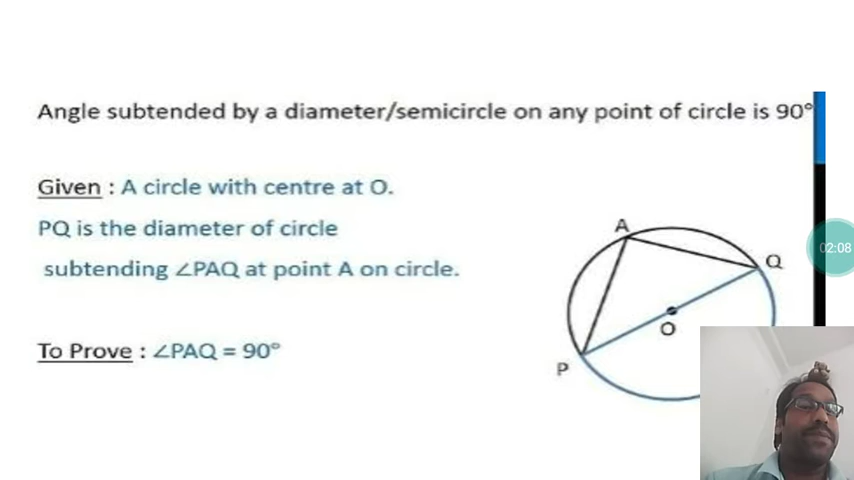 Angle subtended by a diameter/semicircle on any point of circle is 90°
Given : A circle with centre at O.
PQ is the diameter of circle
subtending ∠PAQ at point A on circle.
To Prove : ∠PAQ = 90°
A
Q
O
P
02:08